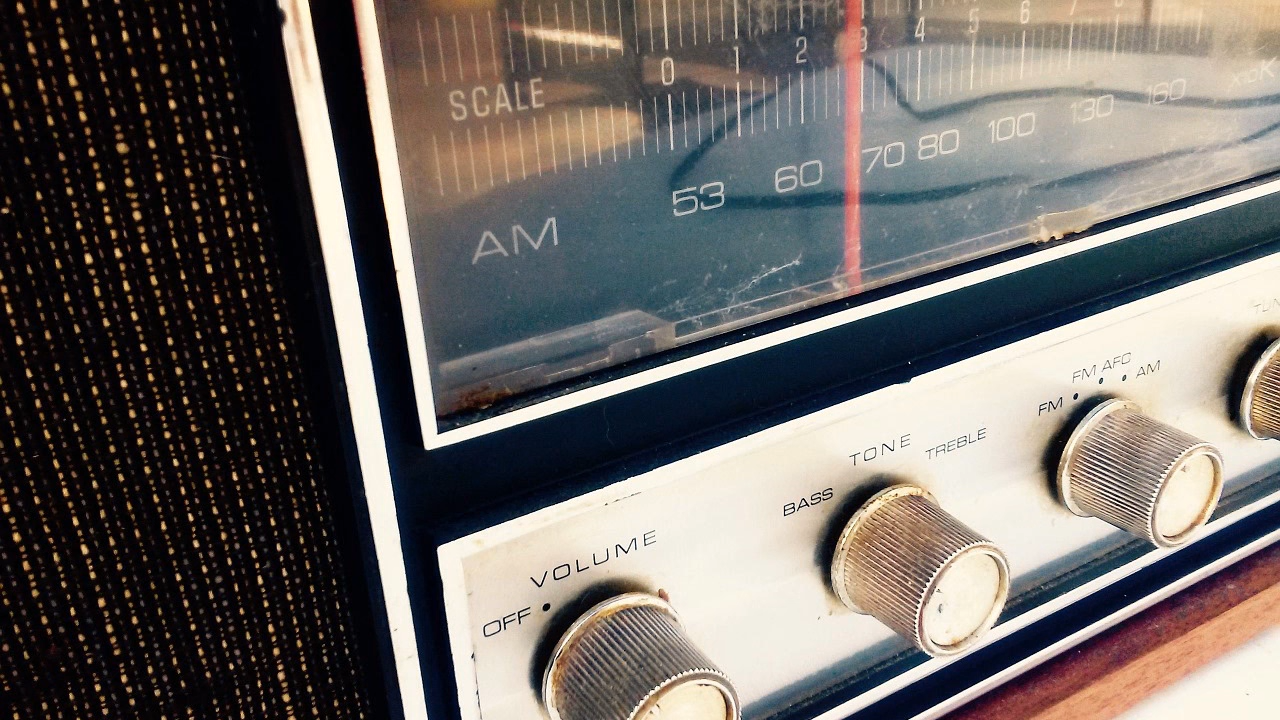 0 1 2 3 4 5 6 7
SCALE
53 60 70 80 100 130 160
AM
FM AFC
FM AM
TONE
BASS TREBLE
VOLUME
OFF